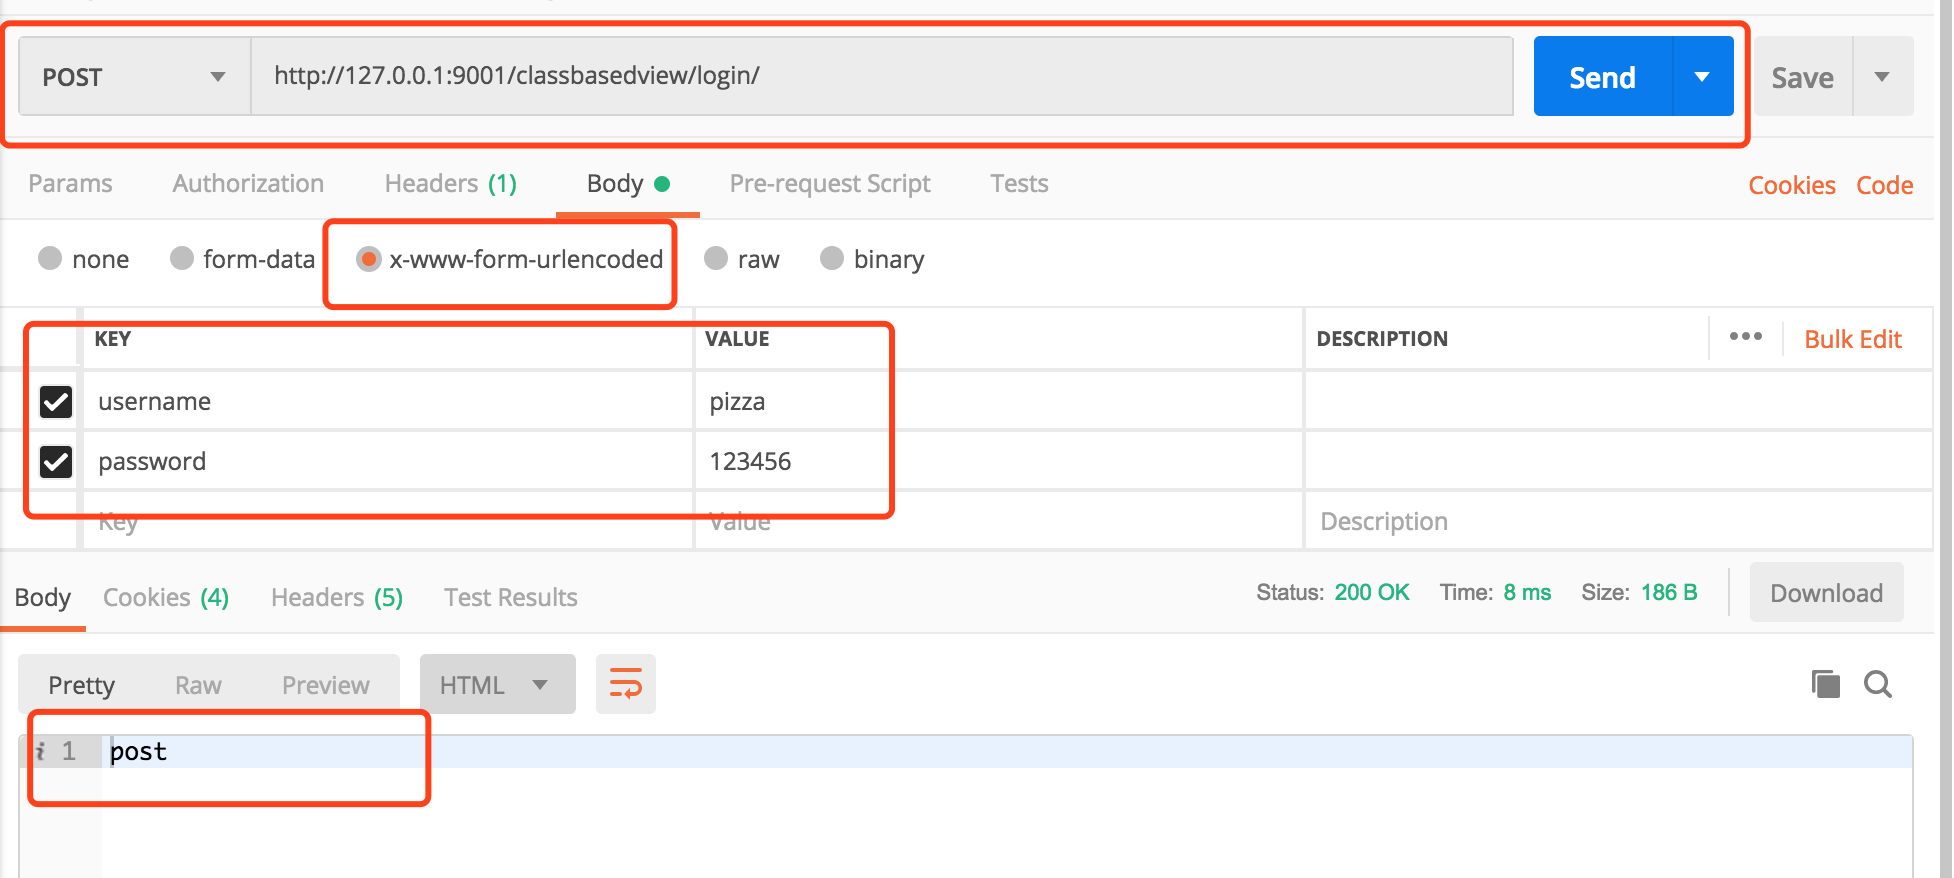 POST http://127.0.0.1:9001/classbasedview/login/ Send Save
Params Authorization Headers (1) Body Pre-request Script Tests Cookies Code
none form-data x-www-form-urlencoded raw binary
KEY VALUE DESCRIPTION ••• Bulk Edit
username pizza
password 123456
Key Value Description
Body Cookies (4) Headers (5) Test Results Status: 200 OK Time: 8 ms Size: 186 B Download
Pretty Raw Preview HTML
i 1 post